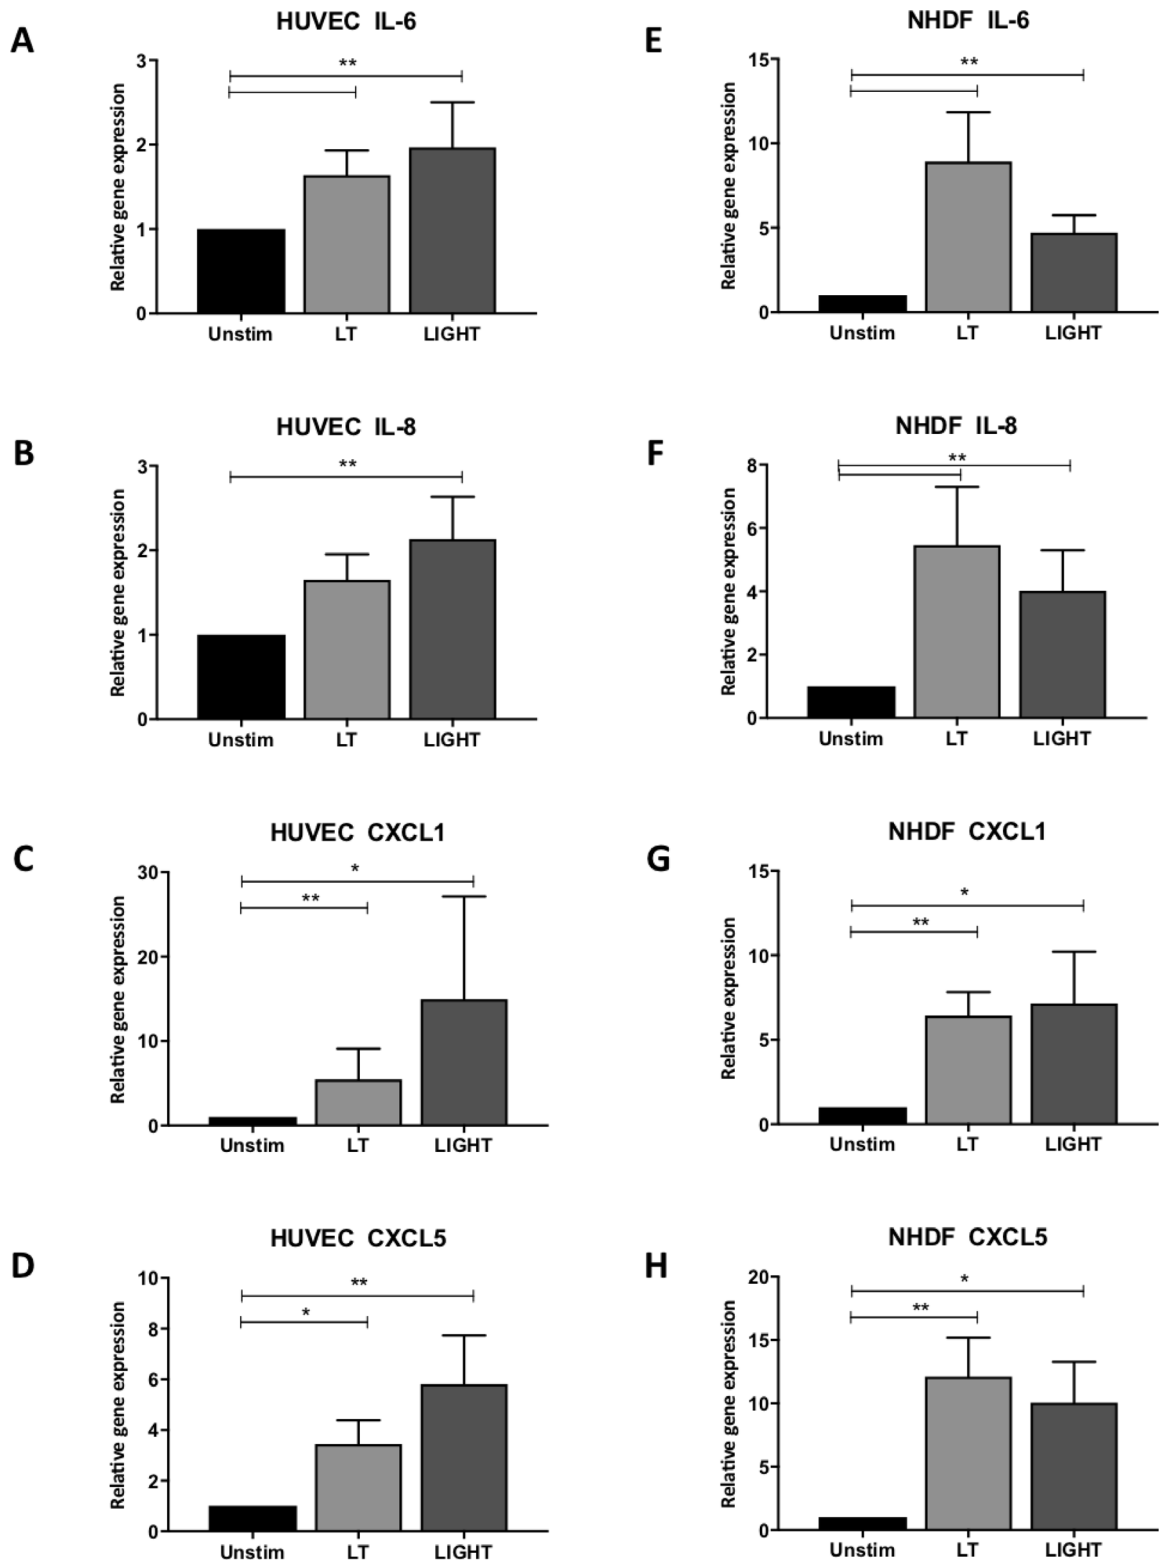 A
HUVEC IL-6
Relative gene expression
3
2
1
0
**
Unstim LT LIGHT
E
NHDF IL-6
Relative gene expression
15
10
5
0
**
Unstim LT LIGHT
B
HUVEC IL-8
Relative gene expression
3
2
1
0
**
Unstim LT LIGHT
F
NHDF IL-8
Relative gene expression
8
6
4
2
0
**
Unstim LT LIGHT
C
HUVEC CXCL1
Relative gene expression
30
20
10
0
*
**
Unstim LT LIGHT
G
NHDF CXCL1
Relative expression
15
10
5
0
*
**
Unstim LT LIGHT
D
HUVEC CXCL5
Relative gene expression
10
8
6
4
2
0
**
*
Unstim LT LIGHT
H
NHDF CXCL5
Relative gene expression
20
15
10
5
0
*
**
Unstim LT LIGHT